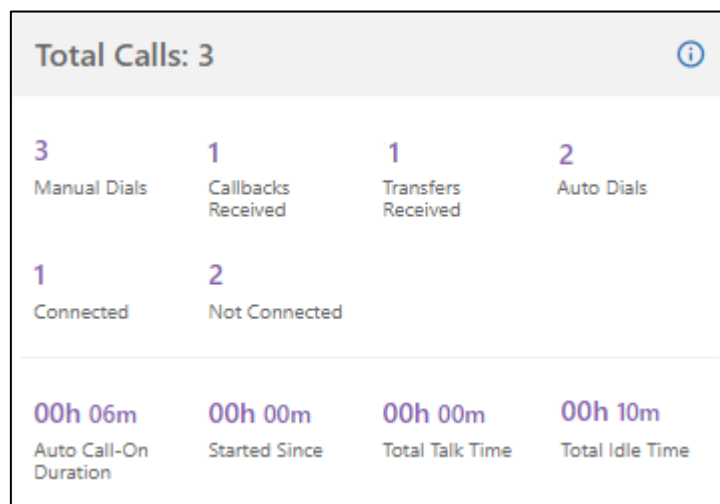 Total Calls: 3
3 1 1 2
Manual Dials Callbacks Transfers Auto Dials
Received Received
1 2
Connected Not Connected
00h 06m 00h 00m 00h 00m 00h 10m
Auto Call-On Started Since Total Talk Time Total Idle Time
Duration